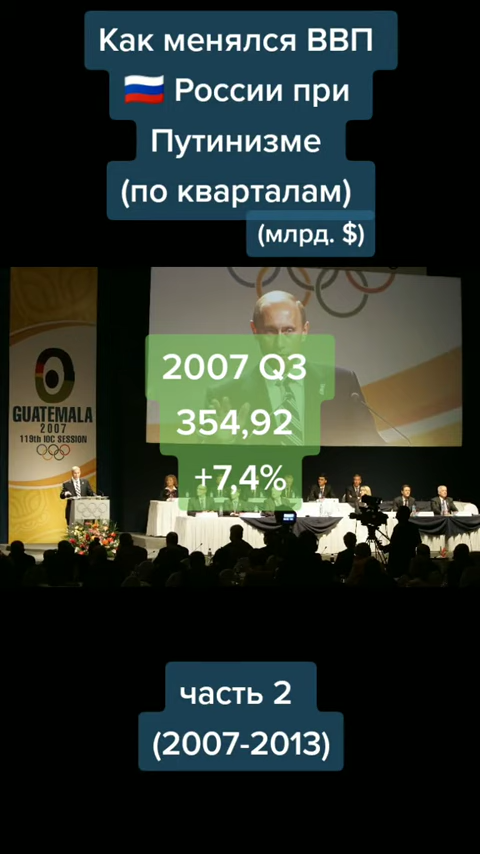 Как менялся ВВП
🇷🇺 России при
Путинизме
(по кварталам)
(млрд. $)
2007 Q3
354,92
+7,4%
GUATEMALA
2007
119th IOC SESSION
часть 2
(2007-2013)